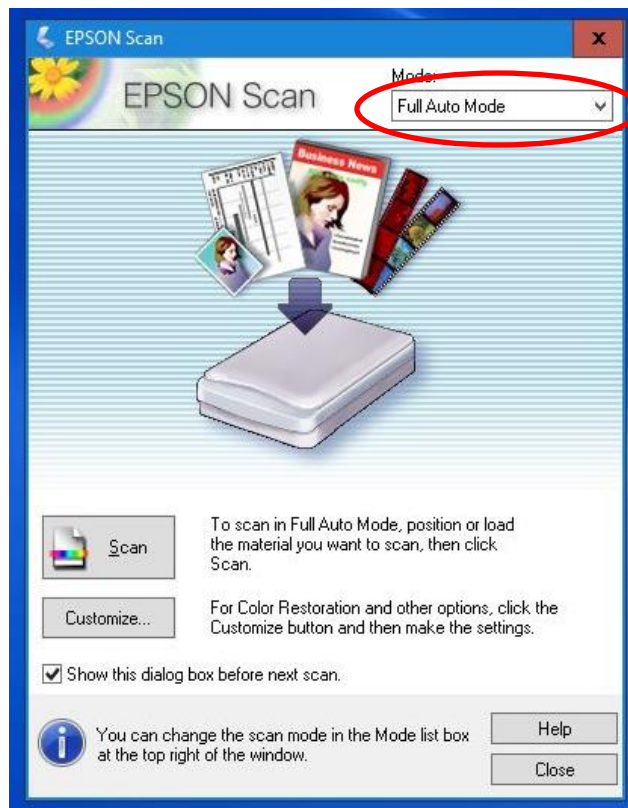 EPSON Scan
EPSON Scan
Mode:
Full Auto Mode
Business News
Scan
To scan in Full Auto Mode, position or load
the material you want to scan, then click
Scan.
Customize...
For Color Restoration and other options, click the
Customize button and then make the settings.
Show this dialog box before next scan.
You can change the scan mode in the Mode list box
at the top right of the window.
Help
Close